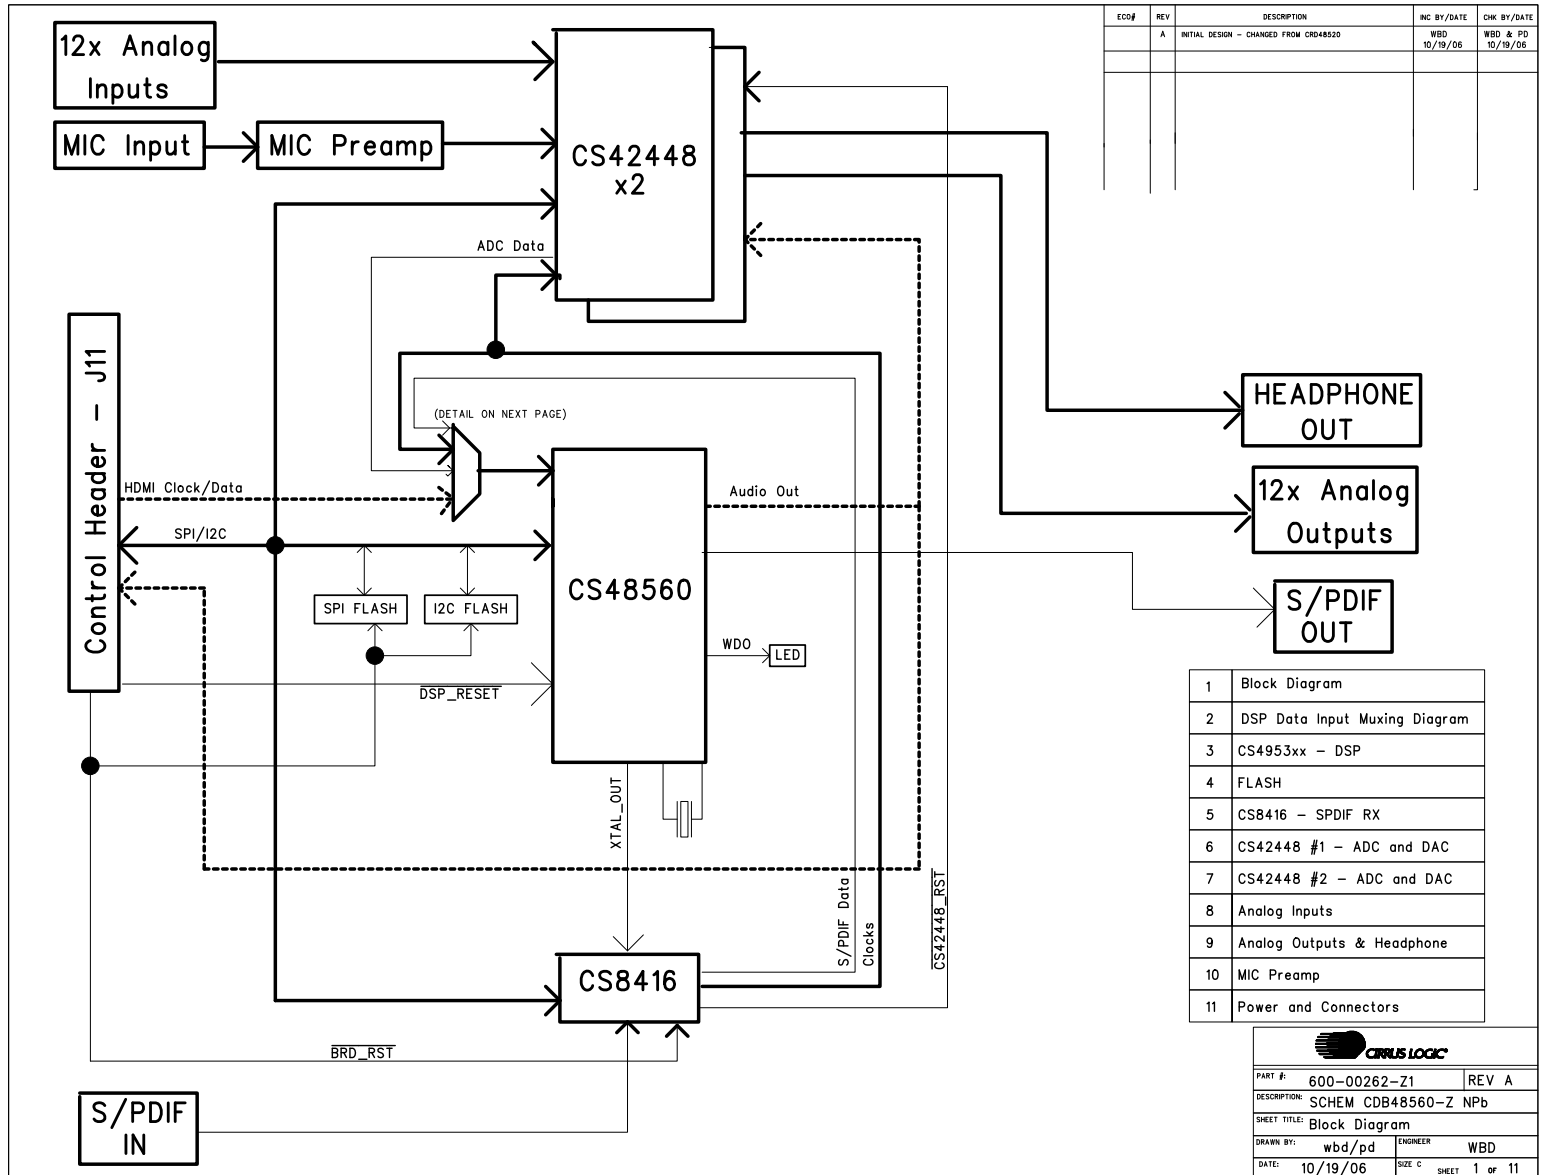 ECO# REV DESCRIPTION INC BY/DATE CHK BY/DATE
A INITIAL DESIGN - CHANGED FROM CRD48520 WBD 10/19/06 WBD & PD 10/19/06
12x Analog
Inputs
MIC Input
MIC Preamp
CS42448
x2
ADC Data
Control Header - J11
(DETAIL ON NEXT PAGE)
HDMI Clock/Data
SPI/I2C
SPI FLASH
I2C FLASH
DSP_RESET
CS48560
Audio Out
WDO
LED
XTAL_OUT
S/PDIF Data
Clocks
CS42448_RST
CS8416
BRD_RST
S/PDIF
IN
HEADPHONE
OUT
12x Analog
Outputs
S/PDIF
OUT
1 Block Diagram
2 DSP Data Input Muxing Diagram
3 CS4953xx - DSP
4 FLASH
5 CS8416 - SPDIF RX
6 CS42448 #1 - ADC and DAC
7 CS42448 #2 - ADC and DAC
8 Analog Inputs
9 Analog Outputs & Headphone
10 MIC Preamp
11 Power and Connectors
CIRRUS LOGIC®
PART #: 600-00262-Z1 REV A
DESCRIPTION: SCHEM CDB48560-Z NPb
SHEET TITLE: Block Diagram
DRAWN BY: wbd/pd ENGINEER WBD
DATE: 10/19/06 SIZE C SHEET 1 OF 11